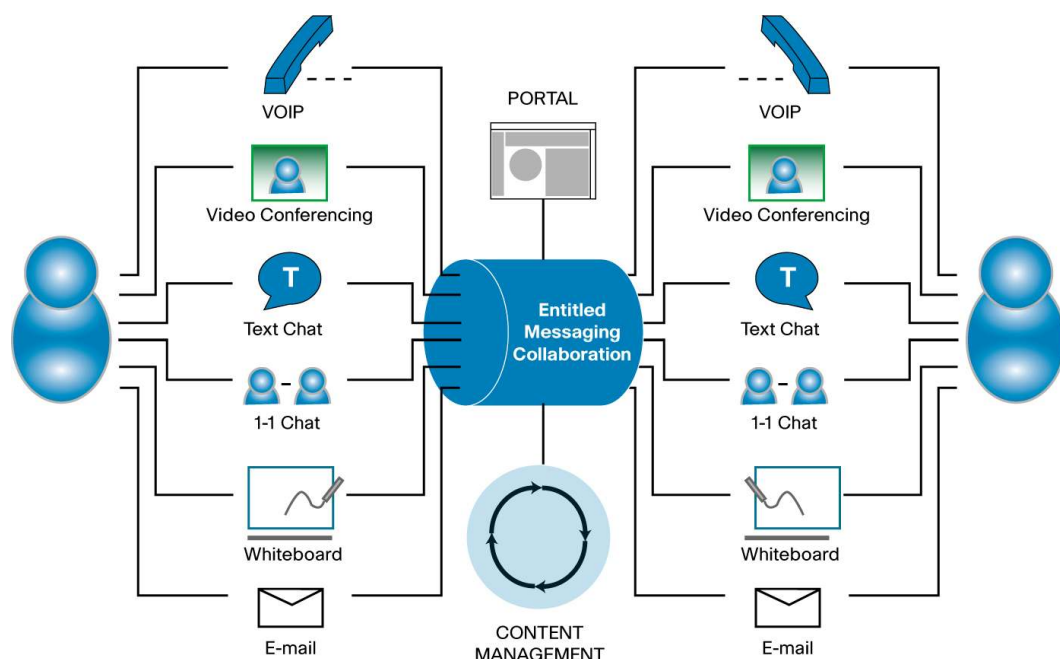 VOIP
PORTAL
VOIP
Video Conferencing
Video Conferencing
T
T
Text Chat
Text Chat
Entitled
Messaging
Collaboration
1-1 Chat
1-1 Chat
Whiteboard
Whiteboard
E-mail
E-mail
CONTENT
MANAGEMENT